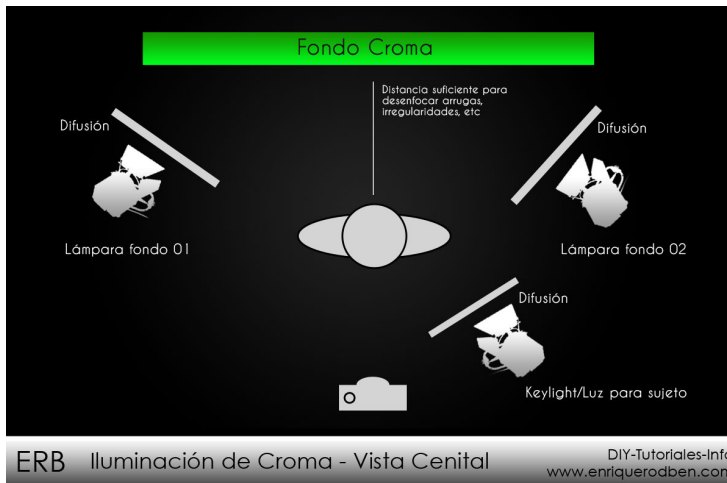 Fondo Croma
Distancia suficiente para
desenfocar arrugas,
irregularidades, etc
Difusión
Difusión
Lámpara fondo 01
Lámpara fondo 02
Difusión
Keylight/Luz para sujeto
ERB Iluminación de Croma - Vista Cenital
DIY-Tutoriales-Info
www.enriquerodben.com